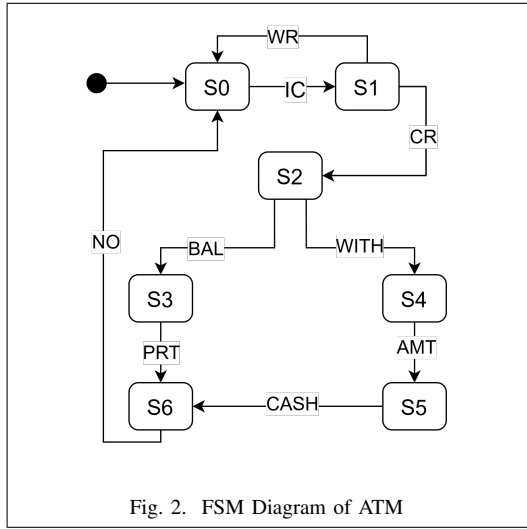 WR
S0
IC
S1
CR
S2
NO
BAL
WITH
S3
S4
PRT
AMT
S6
CASH
S5
Fig. 2. FSM Diagram of ATM